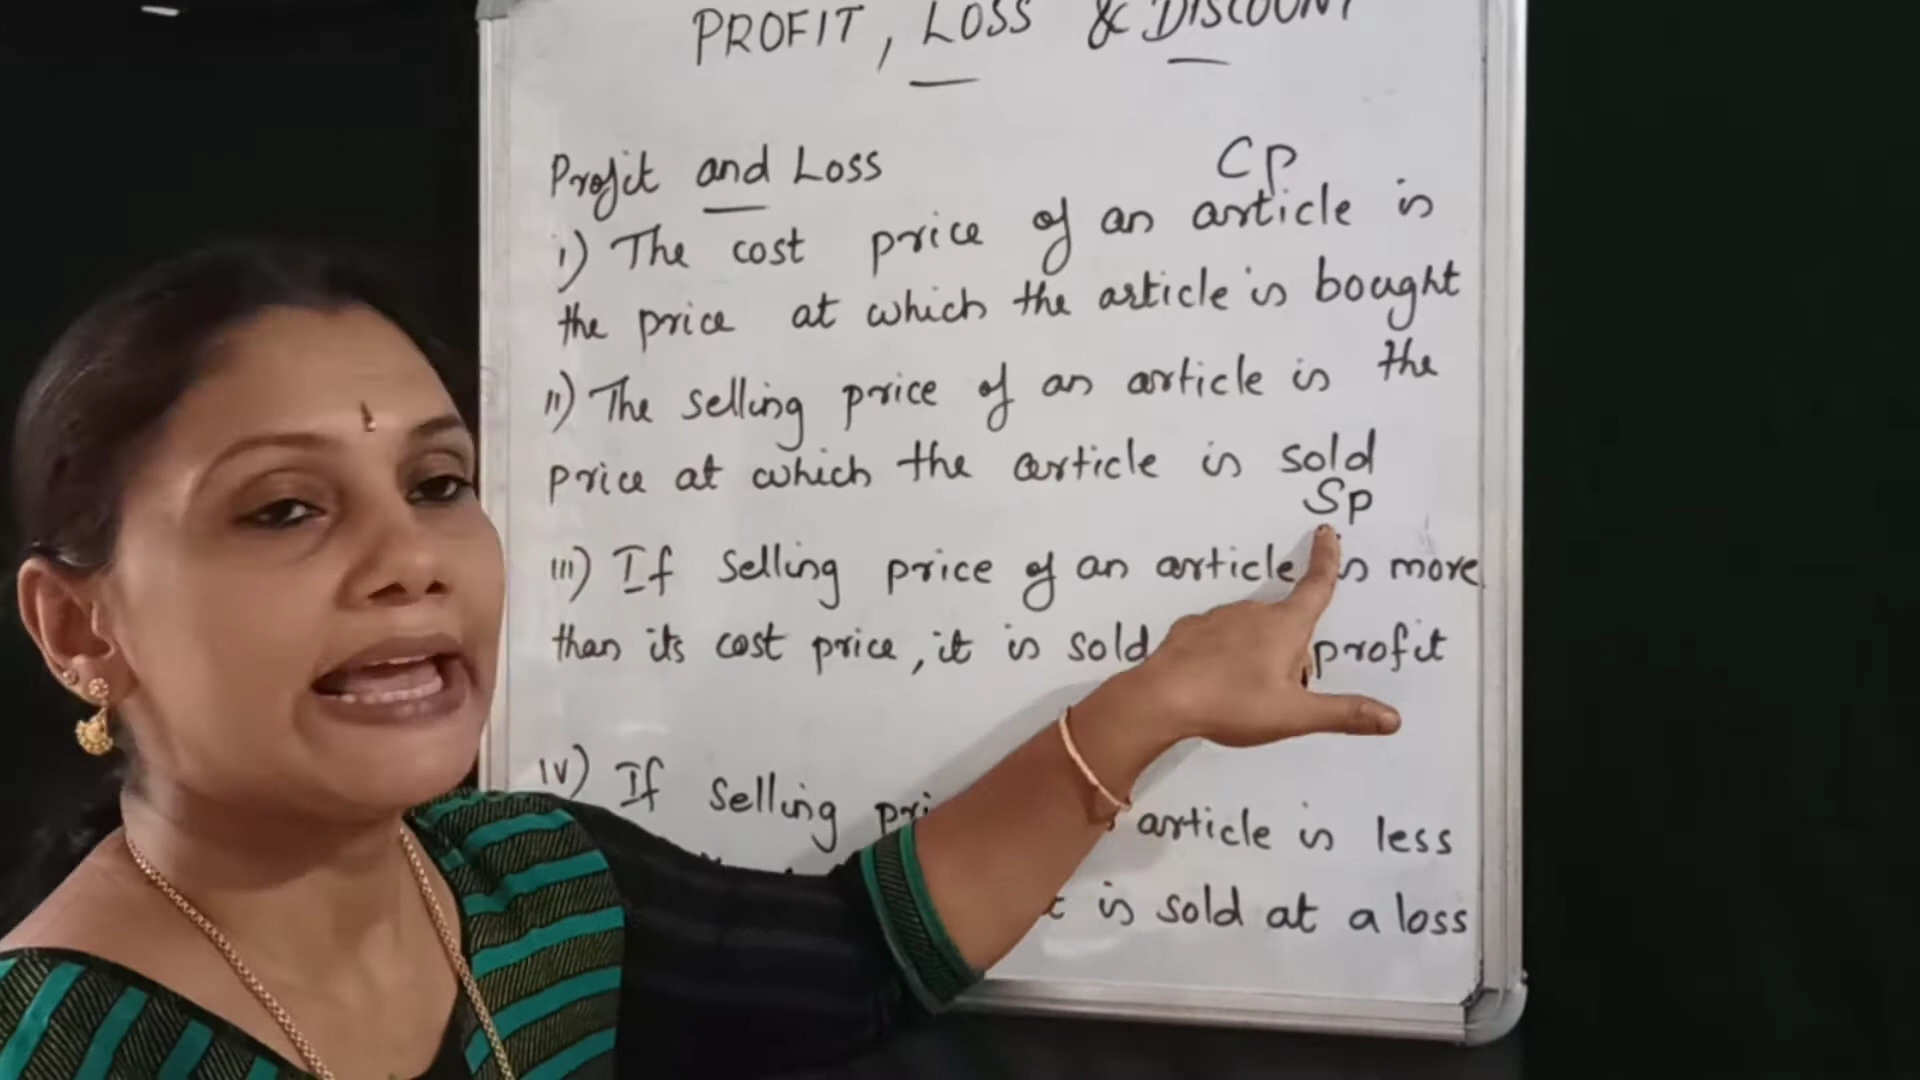 PROFIT, LOSS & DISCOUNT
Profit and Loss
CP
i) The cost price of an article is
the price at which the article is bought
ii) The selling price of an article is the
price at which the article is sold
SP
iii) If selling price of an article is more
than its cost price, it is sold profit
iv) If selling article is less
is sold at a loss